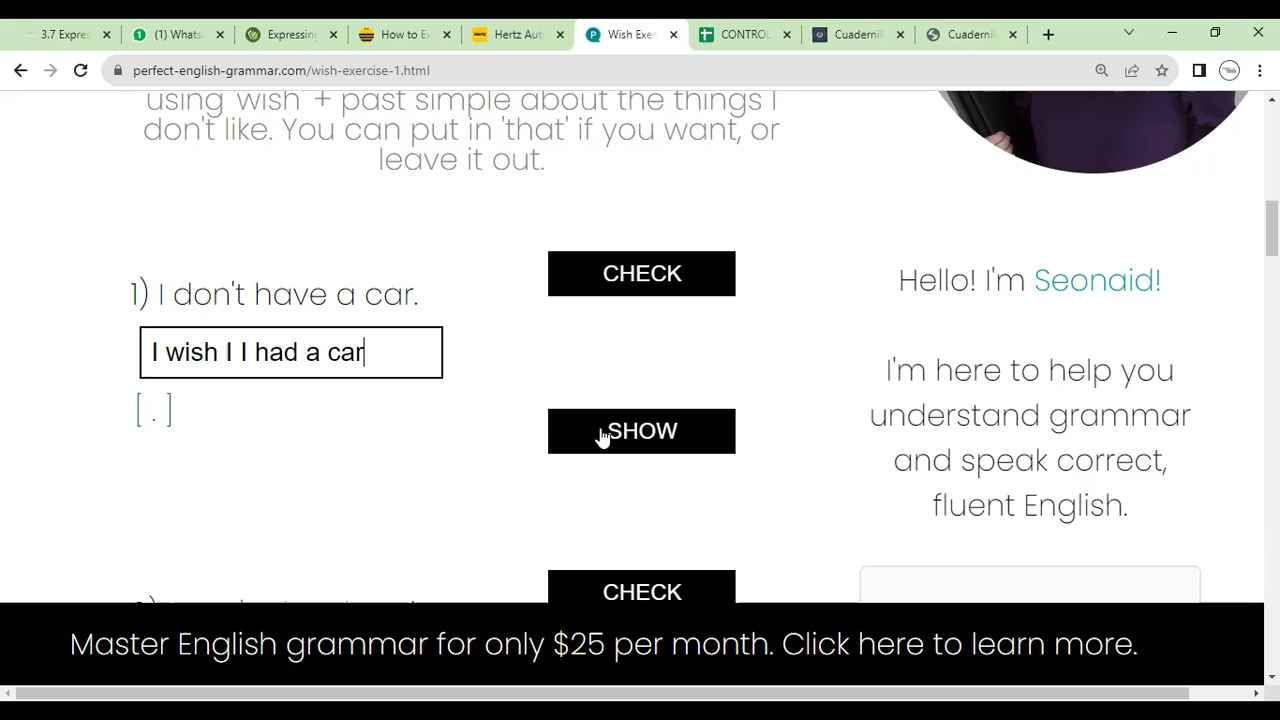 3.7 Expres
(1) Whats
Expressin
How to Ex
Hertz Aut
Wish Exer
CONTROL
Cuadernil
Cuadernil
perfect-english-grammar.com/wish-exercise-1.html
using 'wish' + past simple about the things I
don't like. You can put in 'that' if you want, or
leave it out.
CHECK
1) I don't have a car.
I wish I I had a car
[ . ]
SHOW
Hello! I'm Seonaid!
I'm here to help you
understand grammar
and speak correct,
fluent English.
CHECK
Master English grammar for only $25 per month. Click here to learn more.